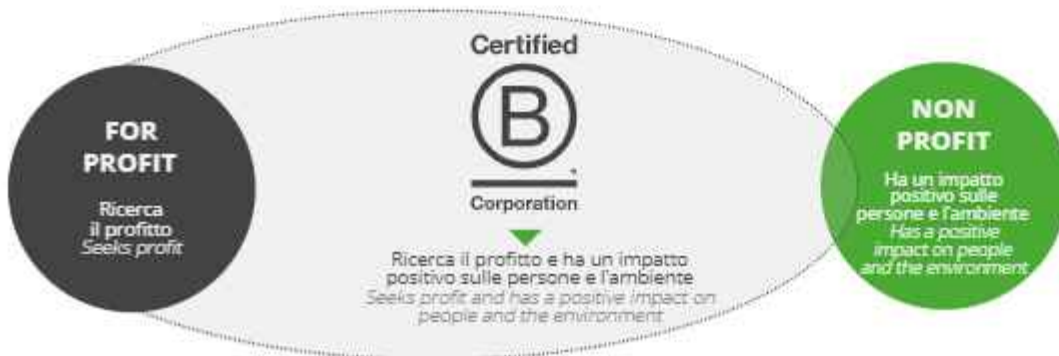 FOR
PROFIT
Ricerca
il profitto
Seeks profit
Certified
B
Corporation
Ricerca il profitto e ha un impatto
positivo sulle persone e l'ambiente
Seeks profit and has a positive impact on
people and the environment
NON
PROFIT
Ha un impatto
positivo sulle
persone e l'ambiente
Has a positive
impact on people
and the environment